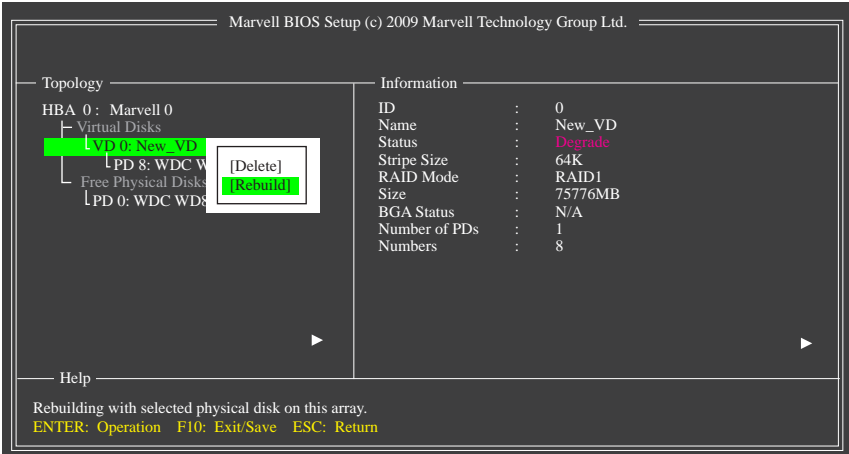 Marvell BIOS Setup (c) 2009 Marvell Technology Group Ltd.
Topology
HBA 0 : Marvell 0
Virtual Disks
VD 0: New_VD
PD 8: WDC
Free Physical Disks
PD 0: WDC WD8
[Delete]
[Rebuild]
Information
ID : 0
Name : New_VD
Status : Degrade
Stripe Size : 64K
RAID Mode : RAID1
Size : 75776MB
BGA Status : N/A
Number of PDs : 1
Numbers : 8
Help
Rebuilding with selected physical disk on this array.
ENTER: Operation F10: Exit/Save ESC: Return